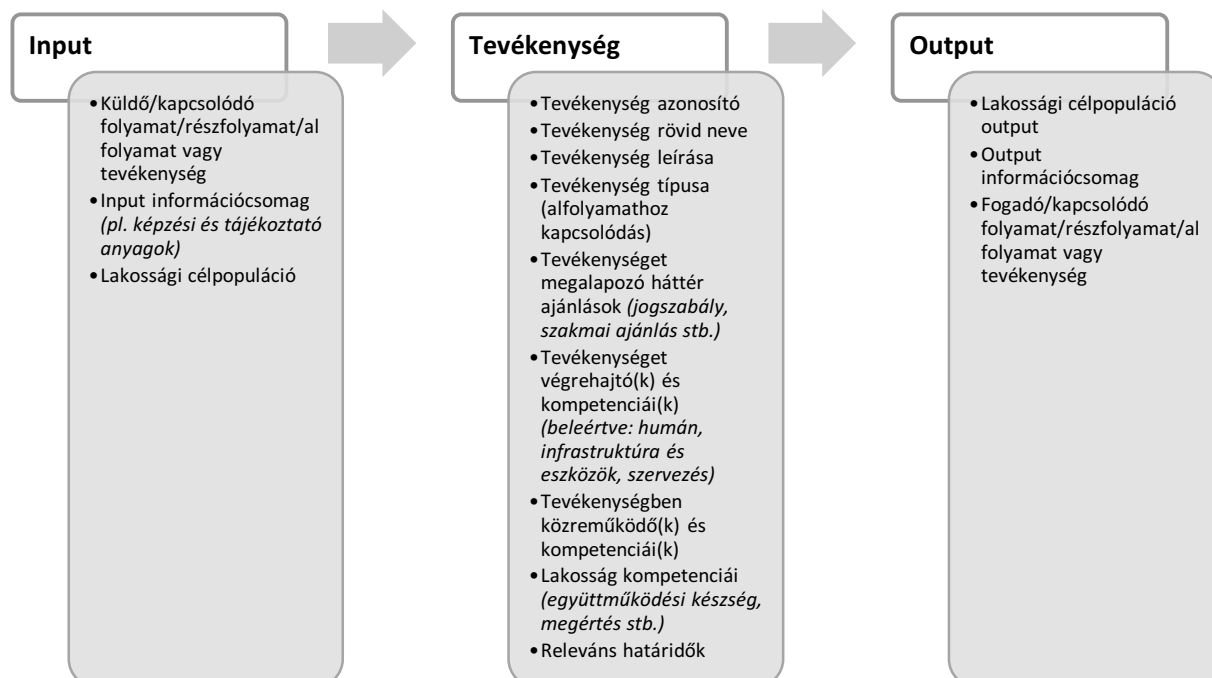 Input
•Küldő/kapcsolódó
folyamat/részfolyamat/al
folyamat vagy
tevékenység
•Input információcsomag
(pl. képzési és tájékoztató
anyagok)
•Lakossági célpopuláció
Tevékenység
•Tevékenység azonosító
•Tevékenység rövid neve
•Tevékenység leírása
•Tevékenység típusa
(alfolyamathoz
kapcsolódás)
•Tevékenységet
megalapozó háttér
ajánlások (jogszabály,
szakmai ajánlás stb.)
•Tevékenységet
végrehajtó(k) és
kompetenciái(k)
(beleértve: humán,
infrastruktúra és
eszközök, szervezés)
•Tevékenységben
közreműködő(k) és
kompetenciái(k)
•Lakosság kompetenciái
(együttműködési készség,
megértés stb.)
•Releváns határidők
Output
•Lakossági célpopuláció
output
•Output
információcsomag
•Fogadó/kapcsolódó
folyamat/részfolyamat/al
folyamat vagy
tevékenység